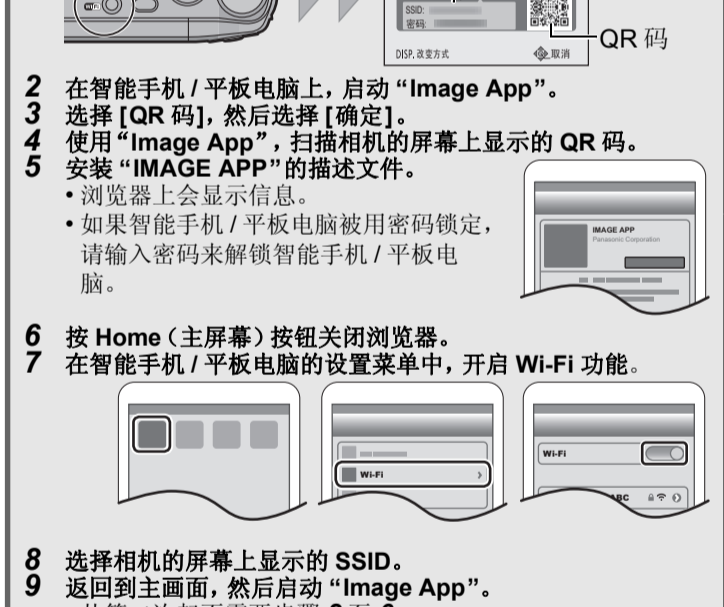 Wi-Fi
SSID:
密码:
DISP. 改变方式
取消
QR 码
2 在智能手机 / 平板电脑上, 启动 “Image App”。
3 选择 [QR 码], 然后选择 [确定]。
4 使用“Image App”, 扫描相机的屏幕上显示的 QR 码。
5 安装 “IMAGE APP”的描述文件。
• 浏览器上会显示信息。
• 如果智能手机 / 平板电脑被用密码锁定,
请输入密码来解锁智能手机 / 平板电
脑。
IMAGE APP
Panasonic Corporation
6 按 Home（主屏幕）按钮关闭浏览器。
7 在智能手机 / 平板电脑的设置菜单中, 开启 Wi-Fi 功能。
Wi-Fi
Wi-Fi
ABC
8 选择相机的屏幕上显示的 SSID。
9 返回到主画面, 然后启动 “Image App”。